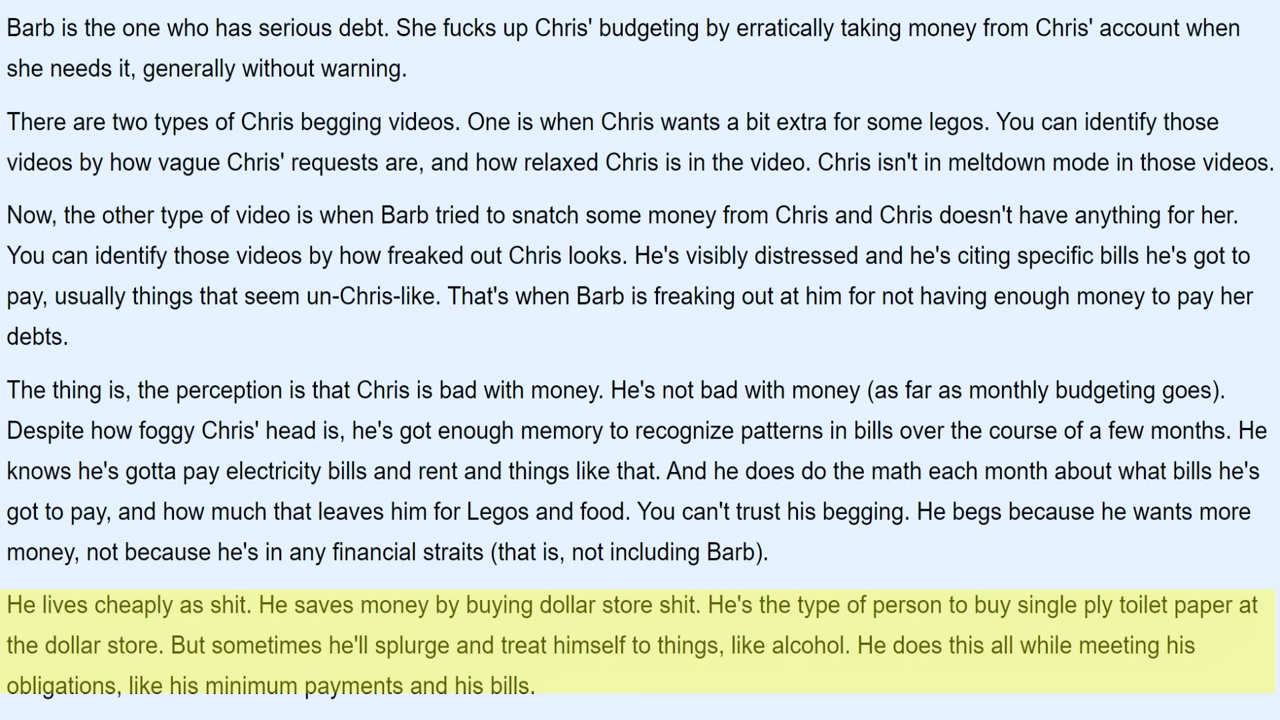 Barb is the one who has serious debt. She fucks up Chris' budgeting by erratically taking money from Chris' account when
she needs it, generally without warning.
There are two types of Chris begging videos. One is when Chris wants a bit extra for some legos. You can identify those
videos by how vague Chris' requests are, and how relaxed Chris is in the video. Chris isn't in meltdown mode in those videos.
Now, the other type of video is when Barb tried to snatch some money from Chris and Chris doesn't have anything for her.
You can identify those videos by how freaked out Chris looks. He's visibly distressed and he's citing specific bills he's got to
pay, usually things that seem un-Chris-like. That's when Barb is freaking out at him for not having enough money to pay her
debts.
The thing is, the perception is that Chris is bad with money. He's not bad with money (as far as monthly budgeting goes).
Despite how foggy Chris' head is, he's got enough memory to recognize patterns in bills over the course of a few months. He
knows he's gotta pay electricity bills and rent and things like that. And he does do the math each month about what bills he's
got to pay, and how much that leaves him for Legos and food. You can't trust his begging. He begs because he wants more
money, not because he's in any financial straits (that is, not including Barb).
He lives cheaply as shit. He saves money by buying dollar store shit. He's the type of person to buy single ply toilet paper at
the dollar store. But sometimes he'll splurge and treat himself to things, like alcohol. He does this all while meeting his
obligations, like his minimum payments and his bills.